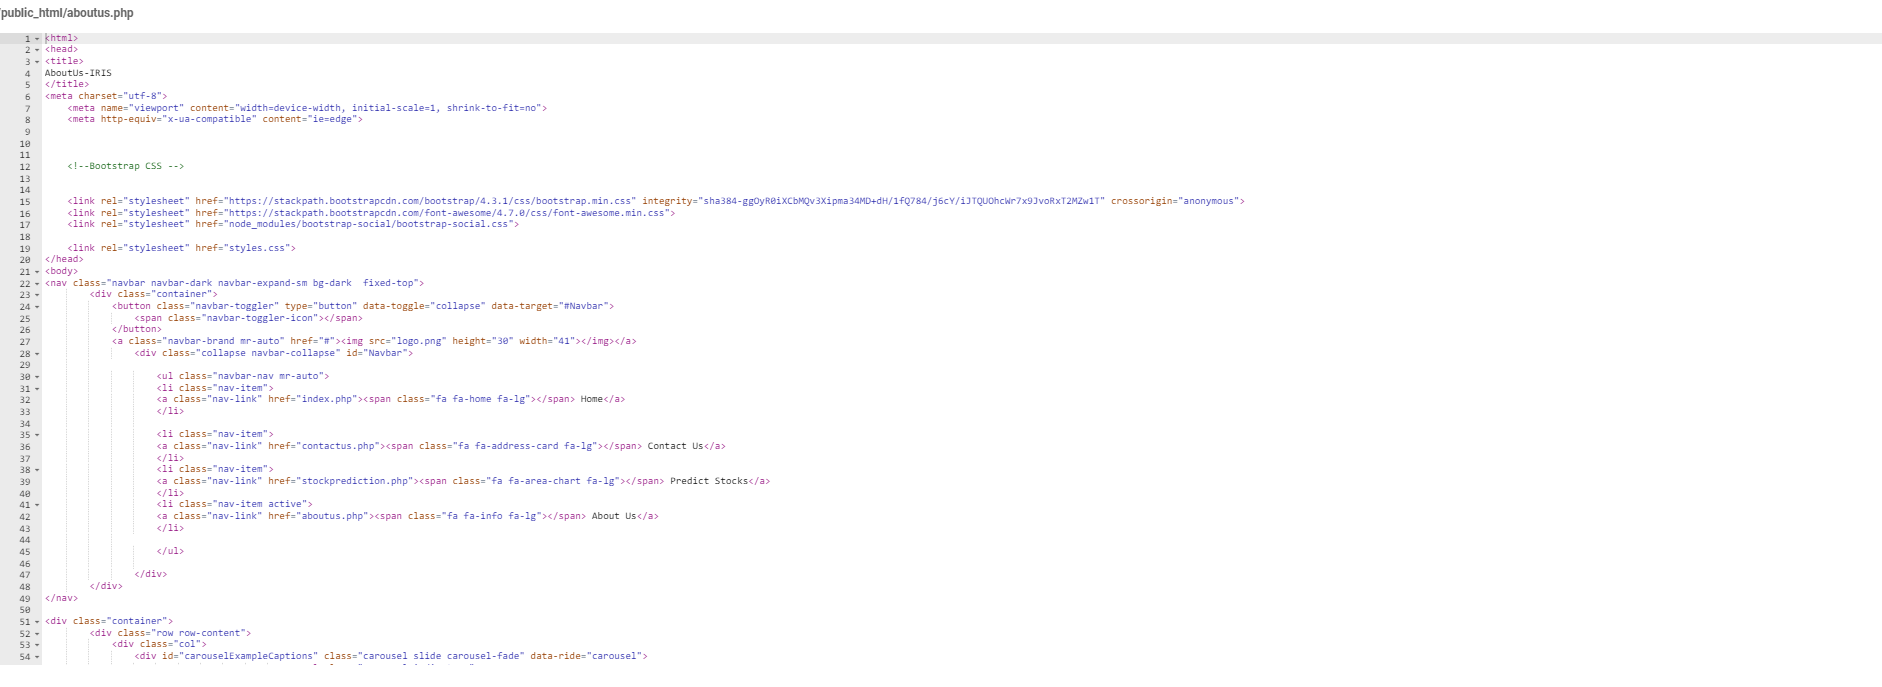 /public_html/aboutus.php
1 <html>
2 <head>
3 <title>
4 AboutUs-IRIS
5 </title>
6 <meta charset="utf-8">
7 <meta name="viewport" content="width=device-width, initial-scale=1, shrink-to-fit=no">
8 <meta http-equiv="x-ua-compatible" content="ie=edge">
9
10
11
12 <!--Bootstrap CSS -->
13
14
15 <link rel="stylesheet" href="https://stackpath.bootstrapcdn.com/bootstrap/4.3.1/css/bootstrap.min.css" integrity="sha384-ggOyR0iXCbMQv3Xipma34MD+dH/1fQ784/j6cY/iJTQUOhcWr7x9JvoRxT2MZw1T" crossorigin="anonymous">
16 <link rel="stylesheet" href="https://stackpath.bootstrapcdn.com/font-awesome/4.7.0/css/font-awesome.min.css">
17 <link rel="stylesheet" href="node_modules/bootstrap-social/bootstrap-social.css">
18
19 <link rel="stylesheet" href="styles.css">
20 </head>
21 <body>
22 <nav class="navbar navbar-dark navbar-expand-sm bg-dark  fixed-top">
23 <div class="container">
24 <button class="navbar-toggler" type="button" data-toggle="collapse" data-target="#Navbar">
25 <span class="navbar-toggler-icon"></span>
26 </button>
27 <a class="navbar-brand mr-auto" href="#"><img src="logo.png" height="30" width="41"></img></a>
28 <div class="collapse navbar-collapse" id="Navbar">
29
30 <ul class="navbar-nav mr-auto">
31 <li class="nav-item">
32 <a class="nav-link" href="index.php"><span class="fa fa-home fa-lg"></span> Home</a>
33 </li>
34
35 <li class="nav-item">
36 <a class="nav-link" href="contactus.php"><span class="fa fa-address-card fa-lg"></span> Contact Us</a>
37 </li>
38 <li class="nav-item">
39 <a class="nav-link" href="stockprediction.php"><span class="fa fa-area-chart fa-lg"></span> Predict Stocks</a>
40 </li>
41 <li class="nav-item active">
42 <a class="nav-link" href="aboutus.php"><span class="fa fa-info fa-lg"></span> About Us</a>
43 </li>
44
45 </ul>
46
47 </div>
48 </div>
49 </nav>
50
51 <div class="container">
52 <div class="row row-content">
53 <div class="col">
54 <div id="carouselExampleCaptions" class="carousel slide carousel-fade" data-ride="carousel">